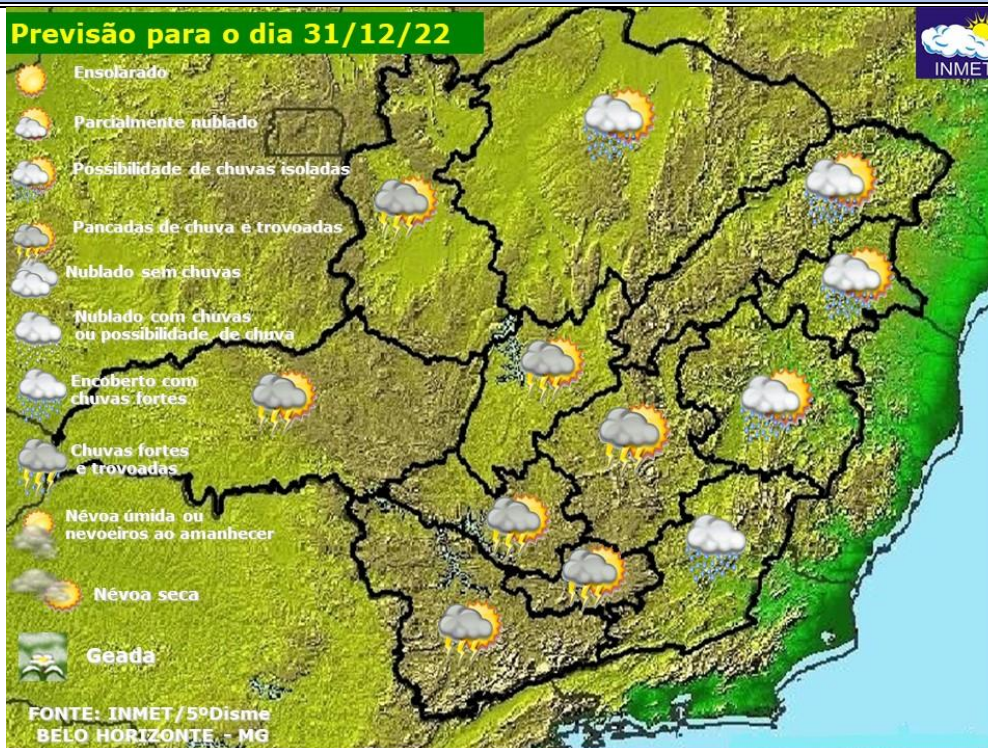 Previsão para o dia 31/12/22
INMET
Ensolarado
Parcialmente nublado
Possibilidade de chuvas isoladas
Pancadas de chuva e trovoadas
Nublado sem chuvas
Nublado com chuvas
ou possibilidade de chuva
Encoberto com
chuvas fortes
Chuvas fortes
e trovoadas
Névoa úmida ou
nevoeiros ao amanhecer
Névoa seca
Geada
FONTE: INMET/5ºDisme
BELO HORIZONTE - MG